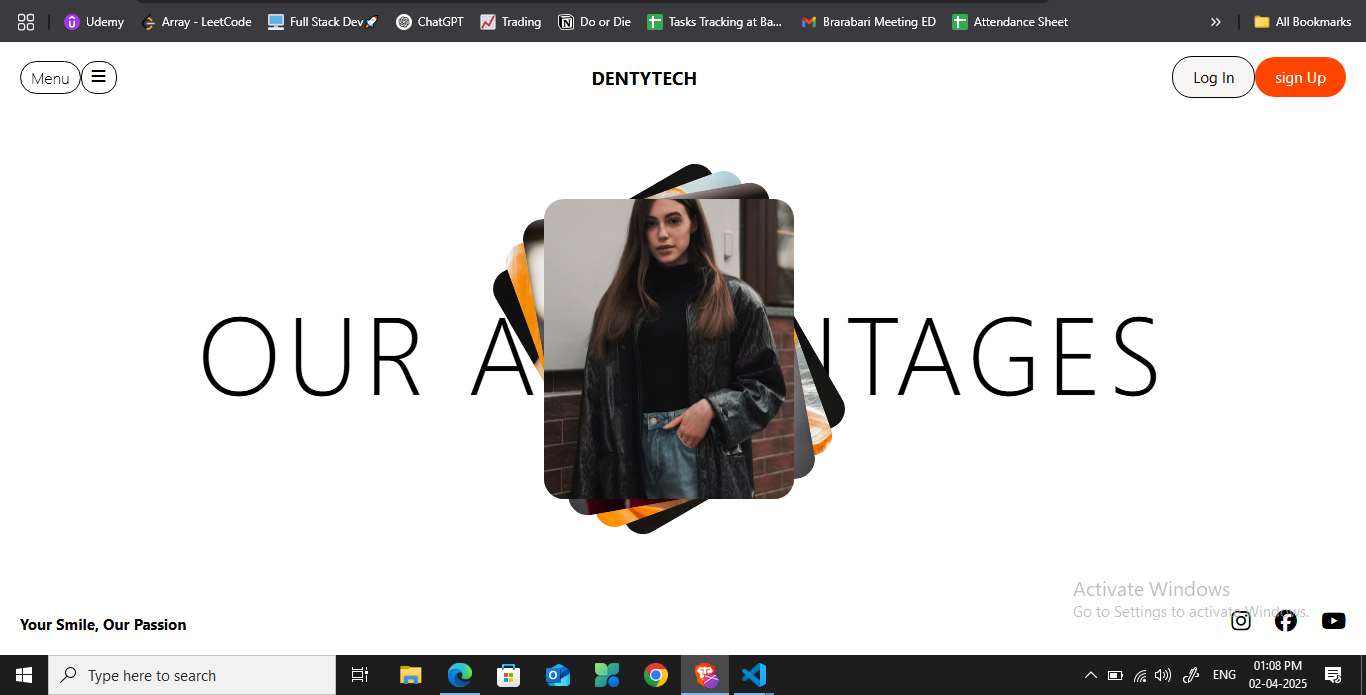 Udemy Array - LeetCode Full Stack Dev🚀 ChatGPT Trading Do or Die Tasks Tracking at Ba... Brarabari Meeting ED Attendance Sheet » All Bookmarks
Menu DENTYTECH Log In sign Up
OUR A NTAGES
Activate Windows
Go to Settings to activate Windows.
Your Smile, Our Passion
Type here to search ENG 01:08 PM
02-04-2025